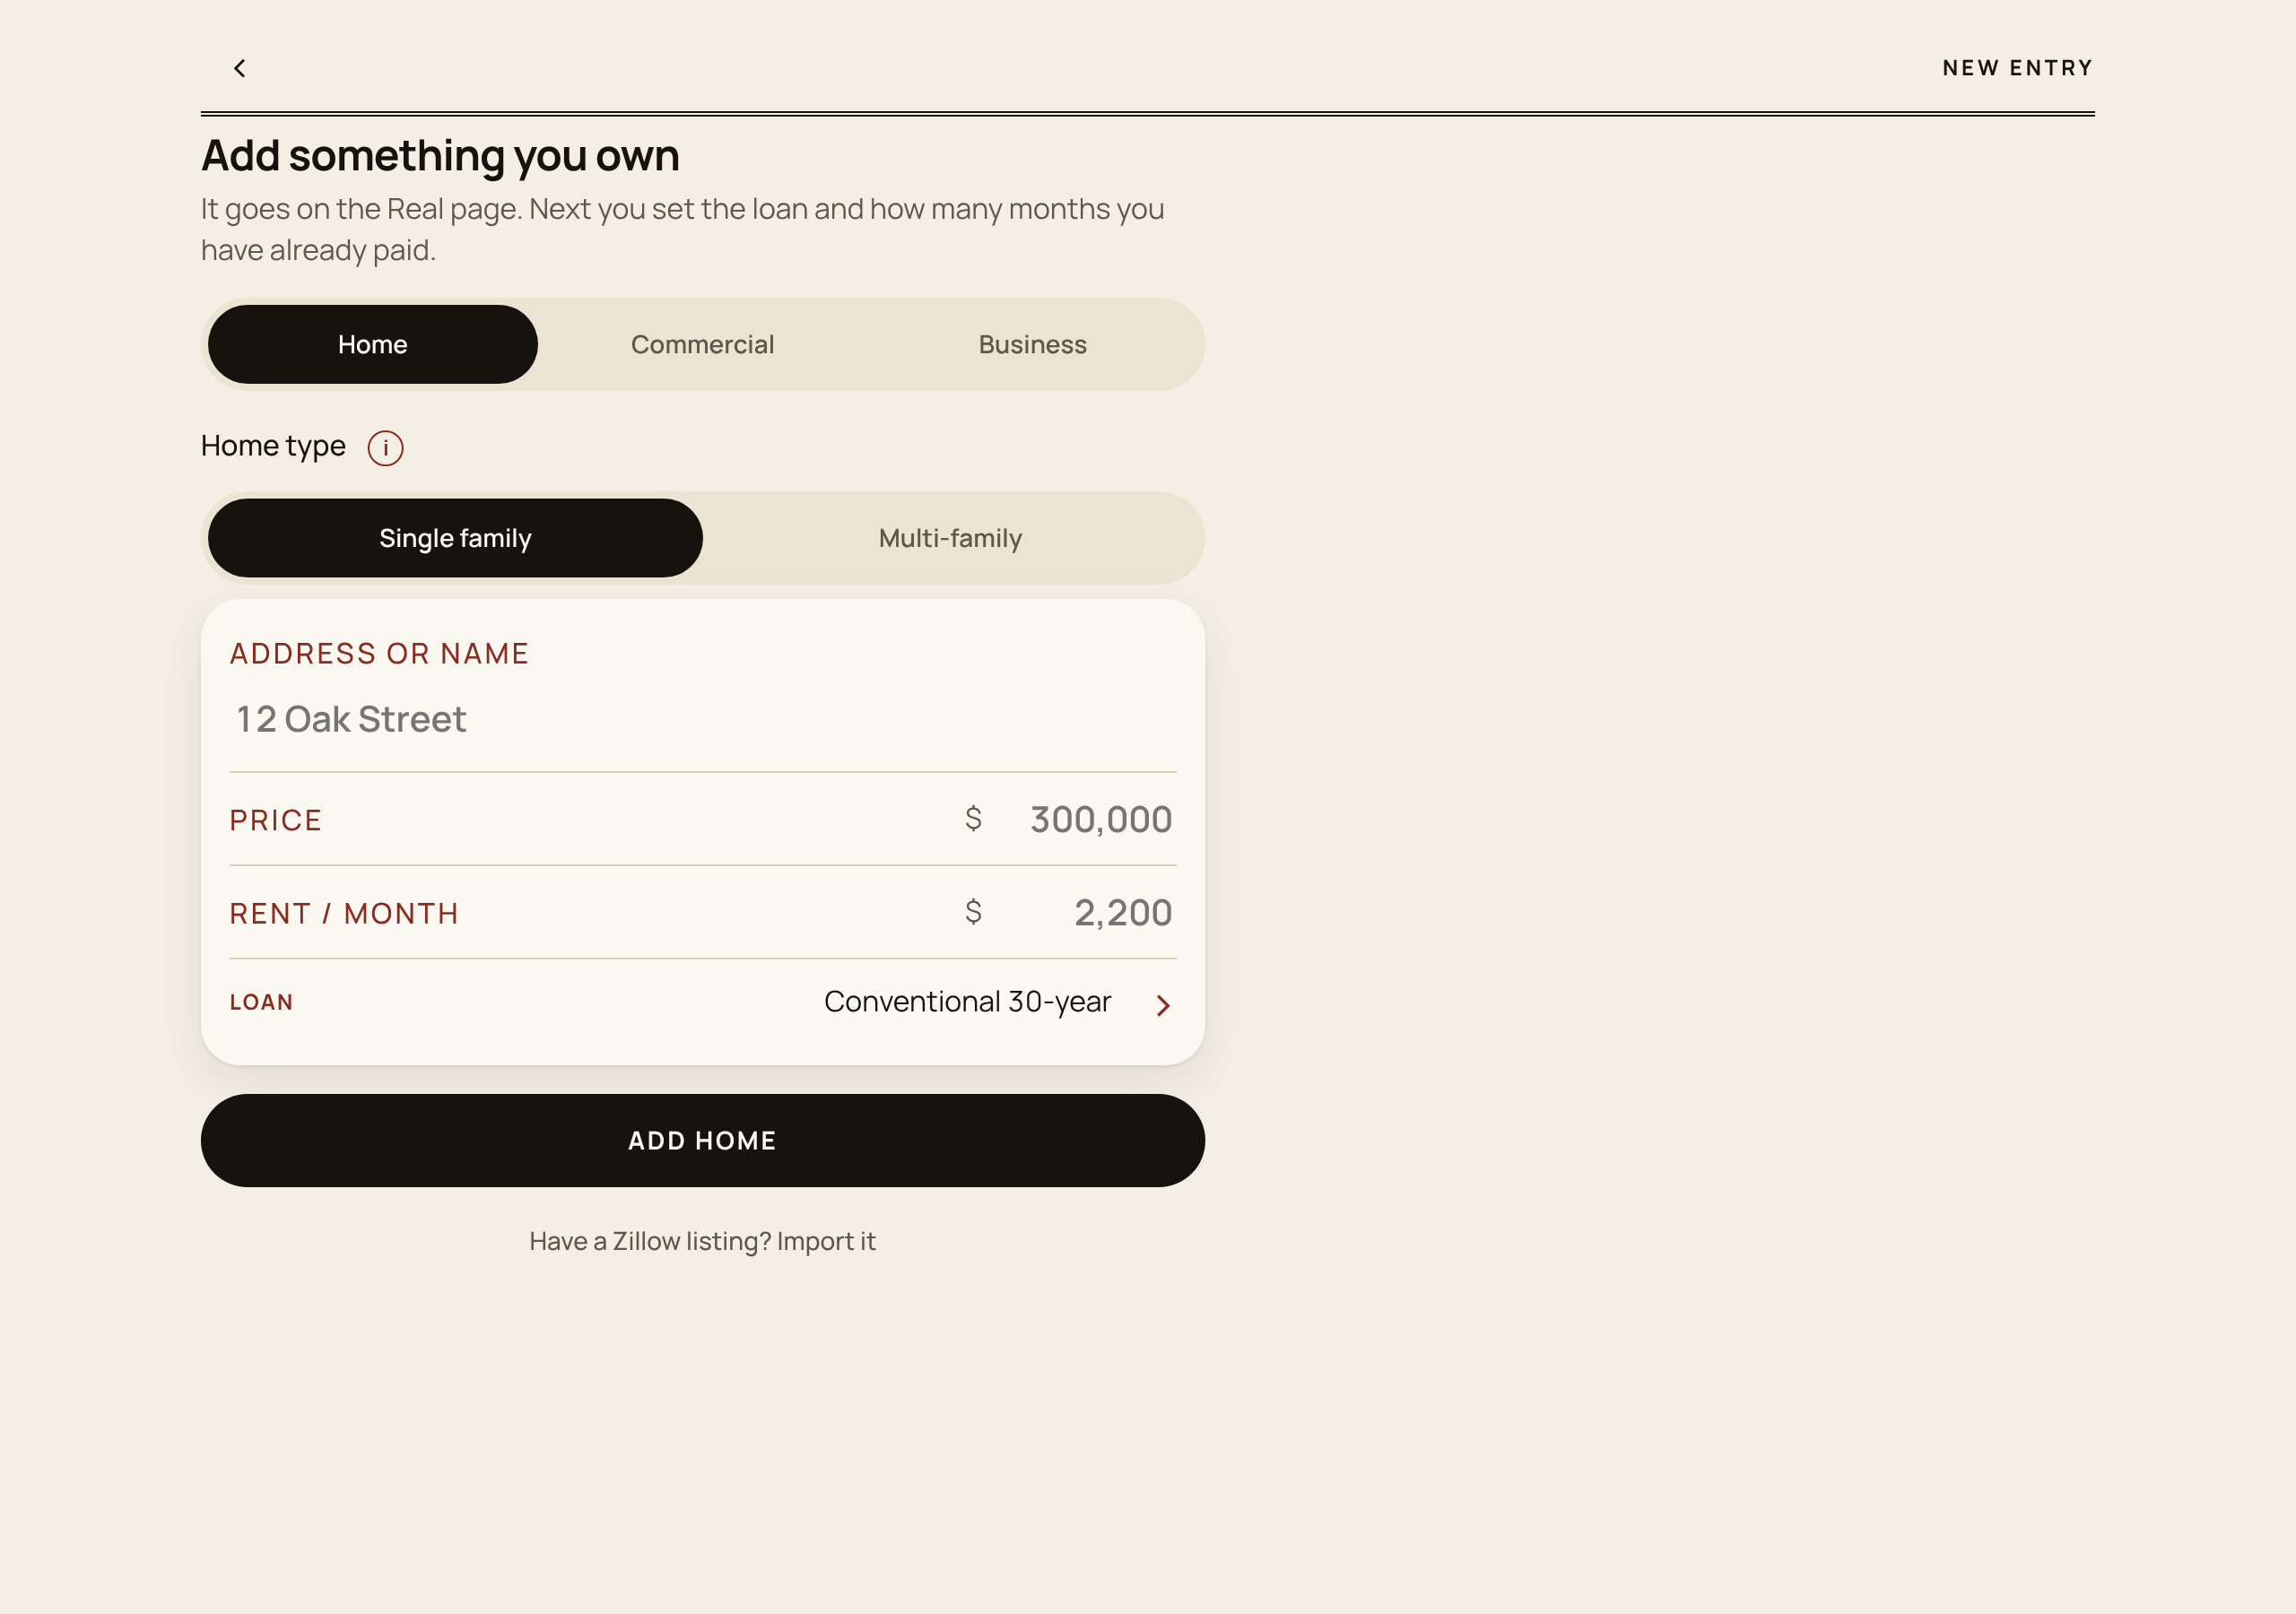 NEW ENTRY
Add something you own
It goes on the Real page. Next you set the loan and how many months you
have already paid.
Home Commercial Business
Home type i
Single family Multi-family
ADDRESS OR NAME
12 Oak Street
PRICE $ 300,000
RENT / MONTH $ 2,200
LOAN Conventional 30-year
ADD HOME
Have a Zillow listing? Import it